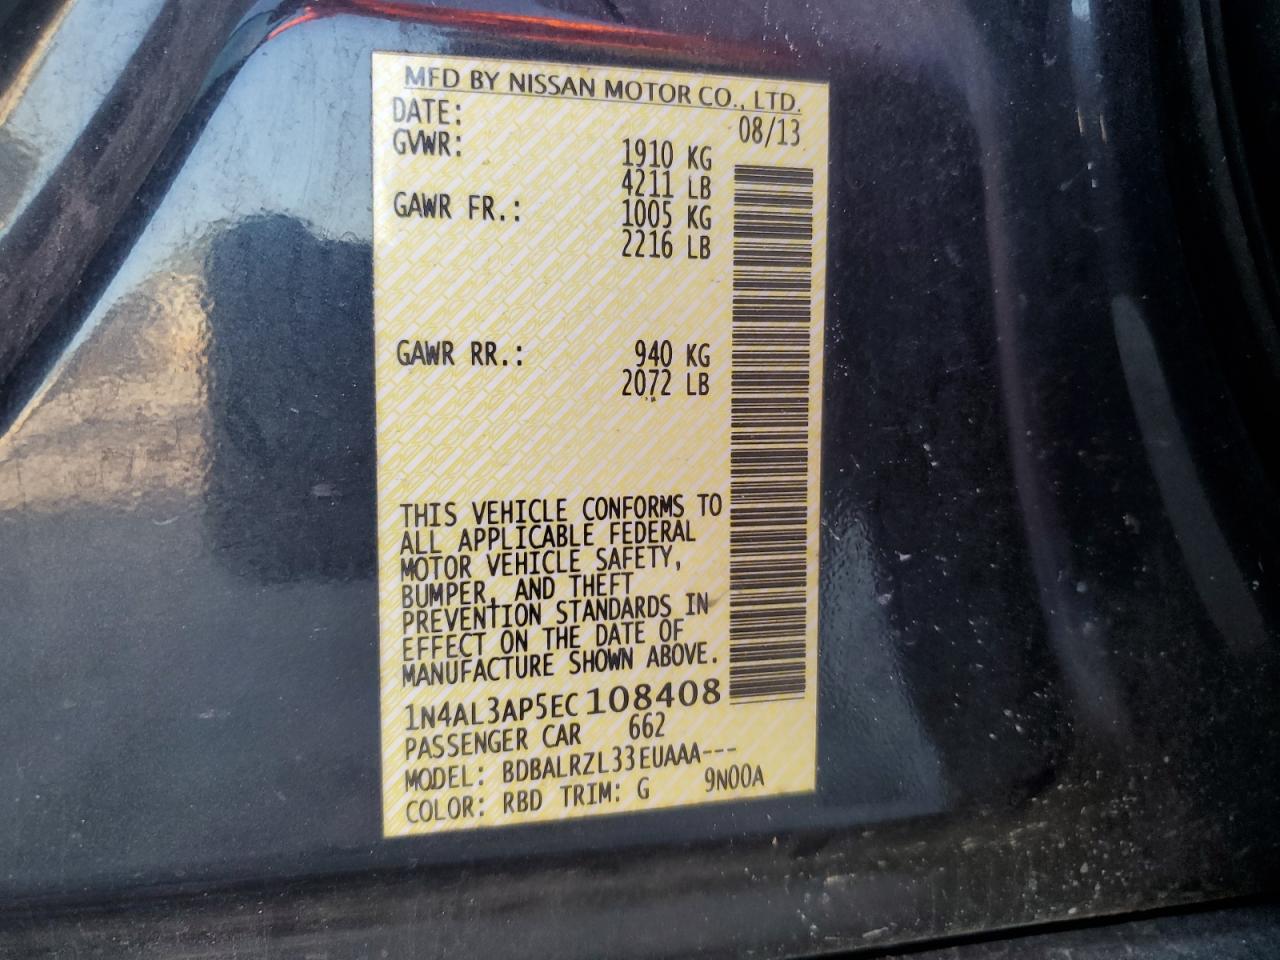 MFD BY NISSAN MOTOR CO., LTD.
DATE: 08/13
GVWR: 1910 KG
4211 LB
GAWR FR.: 1005 KG
2216 LB
GAWR RR.: 940 KG
2072 LB
THIS VEHICLE CONFORMS TO
ALL APPLICABLE FEDERAL
MOTOR VEHICLE SAFETY,
BUMPER, AND THEFT
PREVENTION STANDARDS IN
EFFECT ON THE DATE OF
MANUFACTURE SHOWN ABOVE.
1N4AL3AP5EC108408
PASSENGER CAR 662
MODEL: BDBALRZL33EUAAA---
COLOR: RBD TRIM: G 9N00A